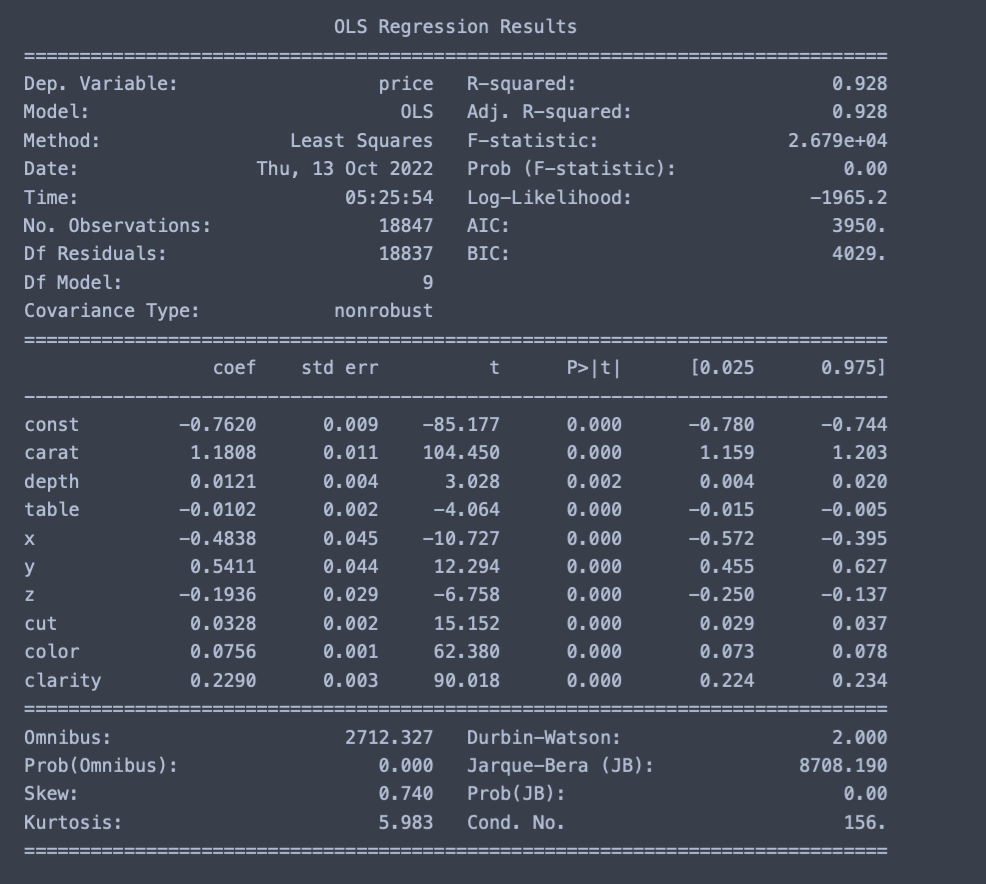 OLS Regression Results
==============================================================================
Dep. Variable:                  price   R-squared:                       0.928
Model:                            OLS   Adj. R-squared:                  0.928
Method:                 Least Squares   F-statistic:                 2.679e+04
Date:                Thu, 13 Oct 2022   Prob (F-statistic):               0.00
Time:                        05:25:54   Log-Likelihood:                -1965.2
No. Observations:               18847   AIC:                             3950.
Df Residuals:                   18837   BIC:                             4029.
Df Model:                           9
Covariance Type:            nonrobust
==============================================================================
                 coef    std err          t      P>|t|      [0.025      0.975]
------------------------------------------------------------------------------
const         -0.7620      0.009    -85.177      0.000      -0.780      -0.744
carat          1.1808      0.011    104.450      0.000       1.159       1.203
depth          0.0121      0.004      3.028      0.002       0.004       0.020
table         -0.0102      0.002     -4.064      0.000      -0.015      -0.005
x             -0.4838      0.045    -10.727      0.000      -0.572      -0.395
y              0.5411      0.044     12.294      0.000       0.455       0.627
z             -0.1936      0.029     -6.758      0.000      -0.250      -0.137
cut            0.0328      0.002     15.152      0.000       0.029       0.037
color          0.0756      0.001     62.380      0.000       0.073       0.078
clarity        0.2290      0.003     90.018      0.000       0.224       0.234
==============================================================================
Omnibus:                     2712.327   Durbin-Watson:                   2.000
Prob(Omnibus):                  0.000   Jarque-Bera (JB):             8708.190
Skew:                           0.740   Prob(JB):                         0.00
Kurtosis:                       5.983   Cond. No.                         156.
==============================================================================